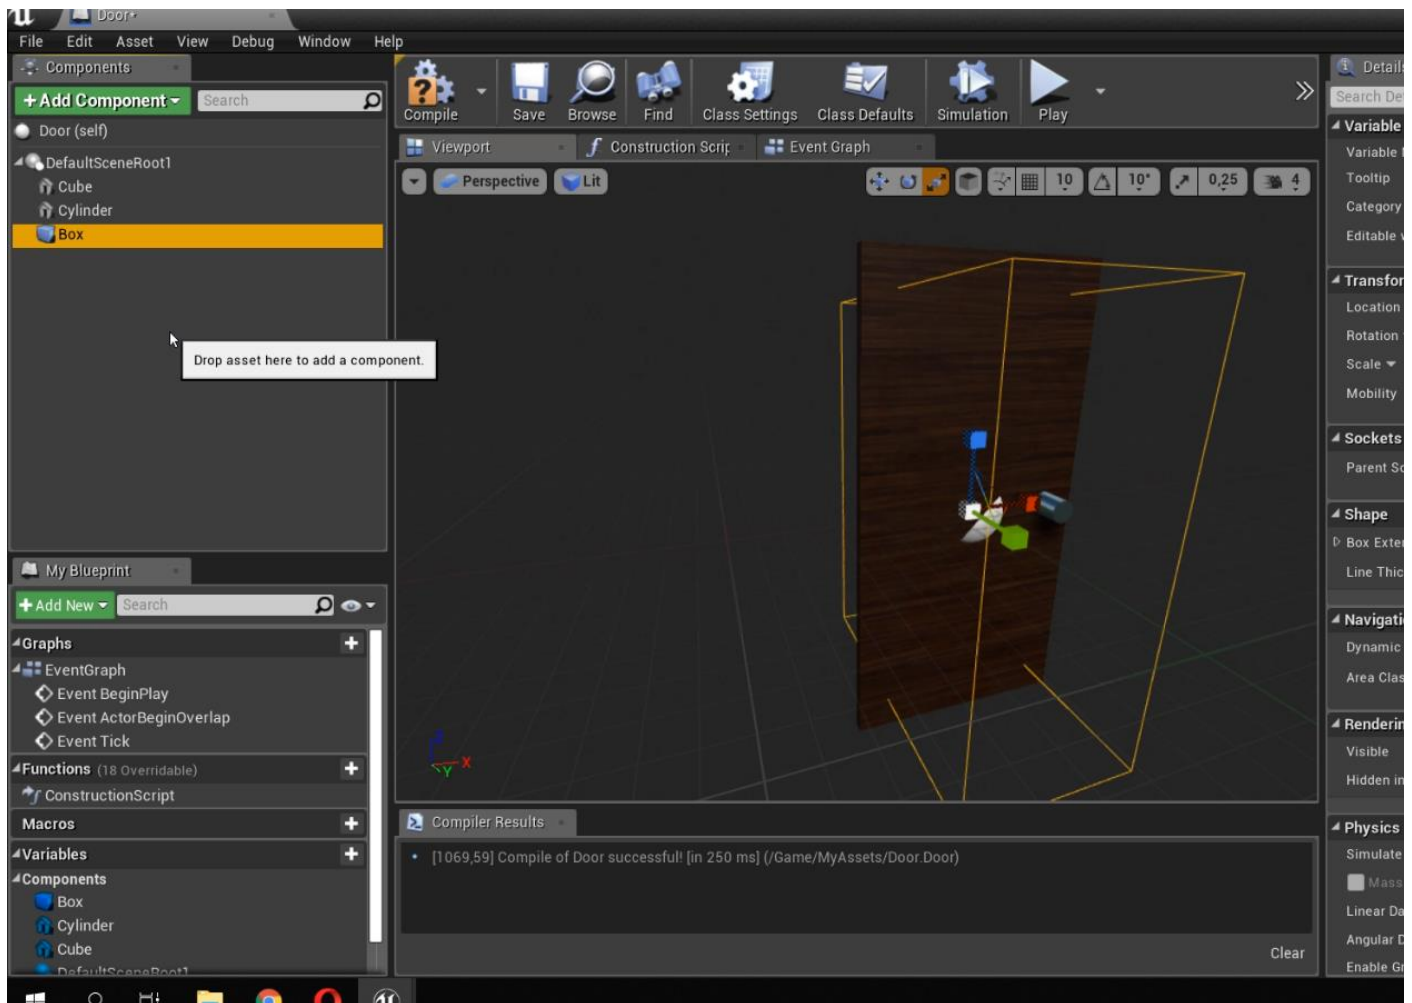 Door•
File Edit Asset View Debug Window Help
Components
+Add Component Search
Door (self)
DefaultSceneRoot1
Cube
Cylinder
Box
Drop asset here to add a component.
My Blueprint
+Add New Search
Graphs
EventGraph
Event BeginPlay
Event ActorBeginOverlap
Event Tick
Functions (18 Overridable)
ConstructionScript
Macros
Variables
Components
Box
Cylinder
Cube
DefaultSceneRoot1
Compile Save Browse Find Class Settings Class Defaults Simulation Play
Viewport Construction Scrip Event Graph
Perspective Lit 10 10° 0,25 4
Z X Y
Compiler Results
• [1069,59] Compile of Door successful! [in 250 ms] (/Game/MyAssets/Door.Door)
Clear
Details
Search De
Variable
Variable
Tooltip
Category
Editable
Transfor
Location
Rotation
Scale
Mobility
Sockets
Parent So
Shape
Box Exter
Line Thic
Navigati
Dynamic
Area Clas
Renderin
Visible
Hidden in
Physics
Simulate
Mass
Linear Da
Angular D
Enable Gr